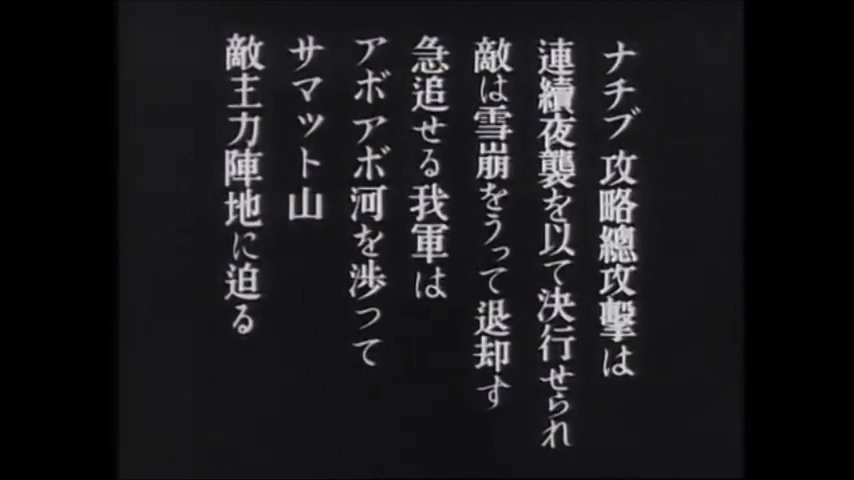 ナチブ攻略總攻擊は
連續夜襲を以て決行せられ
敵は雪崩をうって退却す
急追せる我軍は
アボアボ河を渉って
サマット山
敵主力陣地に迫る